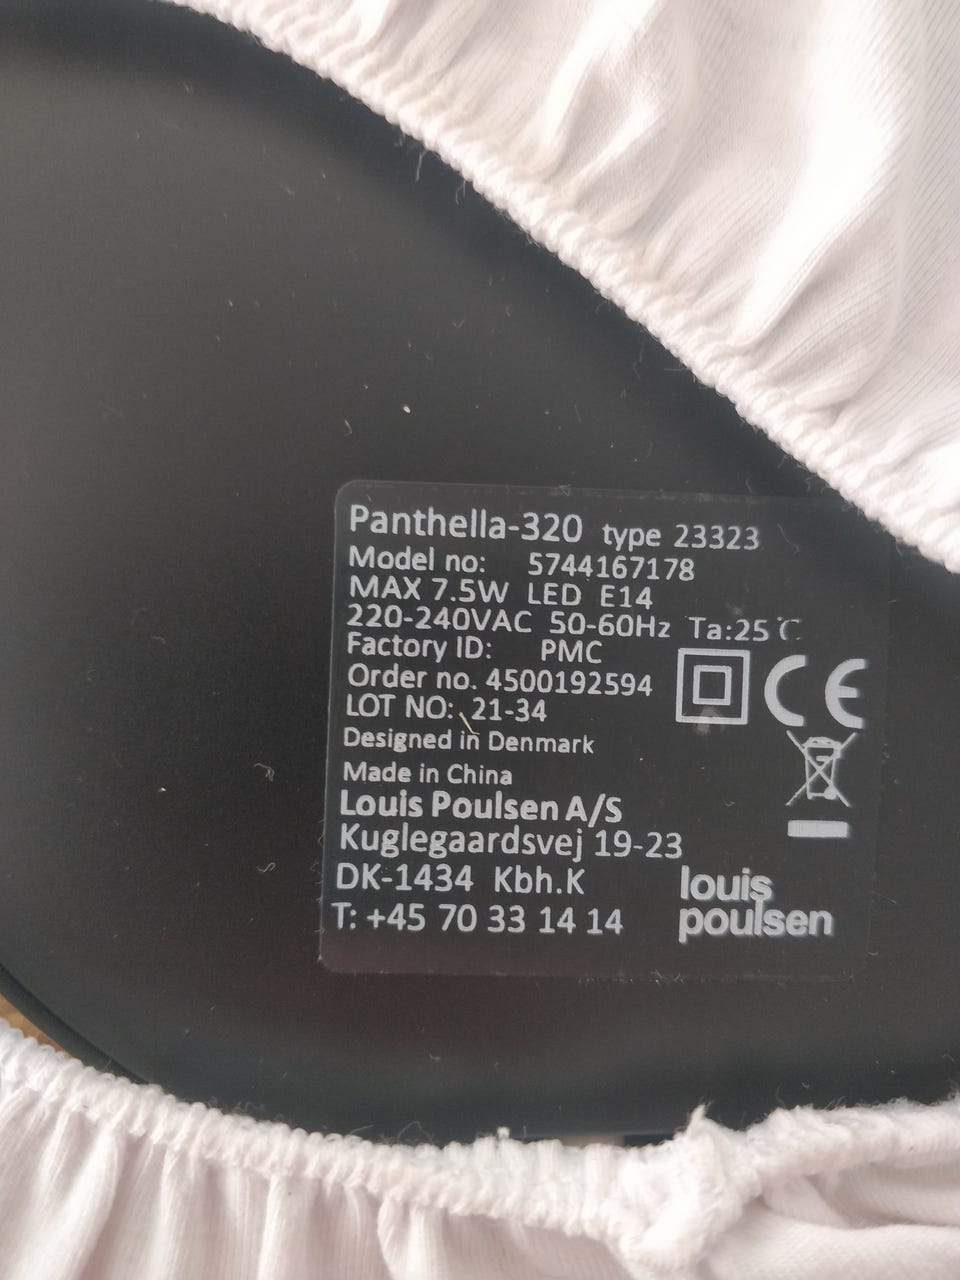 Panthella-320 type 23323
Model no: 5744167178
MAX 7.5W LED E14
220-240VAC 50-60Hz Ta:25℃
Factory ID: PMC
Order no. 4500192594
LOT NO: 21-34
CE
Designed in Denmark
Made in China
Louis Poulsen A/S
Kuglegaardsvej 19-23
DK-1434 Kbh.K
T: +45 70 33 14 14
louis
poulsen